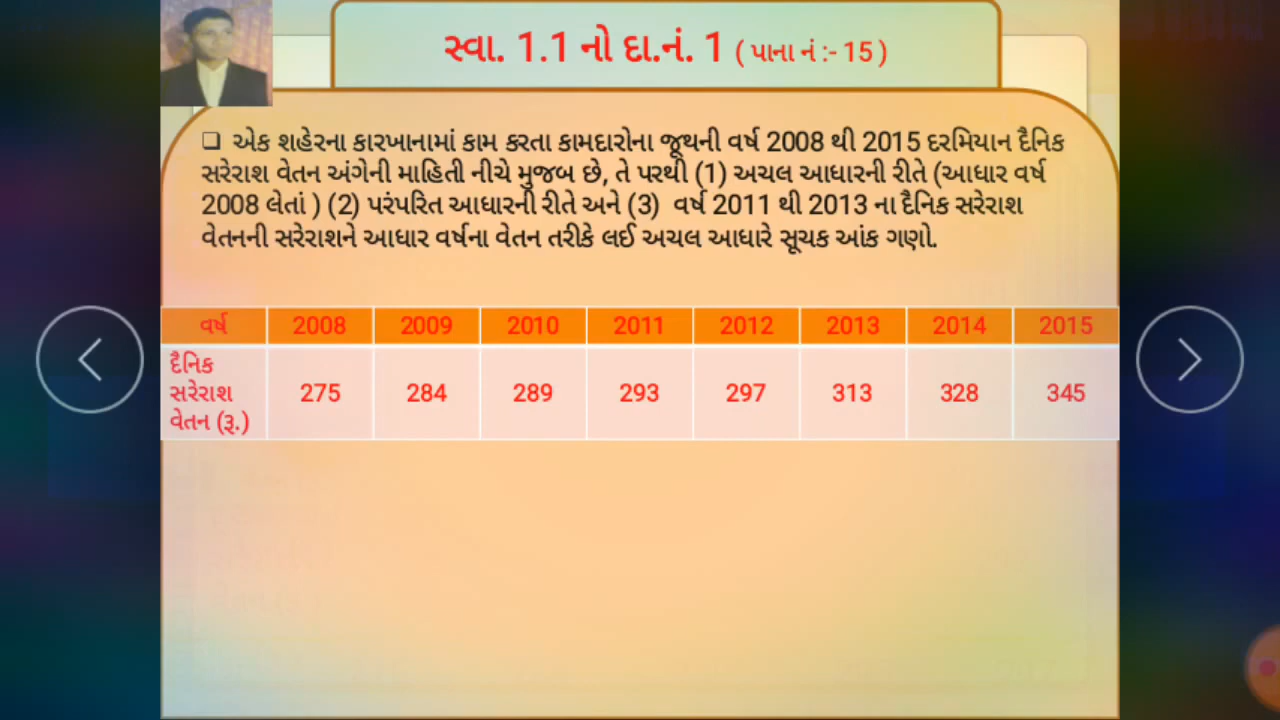 સ્વા. 1.1 નો દા.નં. 1 ( પાના નં :- 15 )
❑ એક શહેરના કારખાનામાં કામ કરતા કામદારોના જૂથની વર્ષ 2008 થી 2015 દરમિયાન દૈનિક
સરેરાશ વેતન અંગેની માહિતી નીચે મુજબ છે, તે પરથી (1) અચલ આધારની રીતે (આધાર વર્ષ
2008 લેતાં ) (2) પરંપરિત આધારની રીતે અને (3) વર્ષ 2011 થી 2013 ના દૈનિક સરેરાશ
વેતનની સરેરાશને આધાર વર્ષના વેતન તરીકે લઈ અચલ આધારે સૂચક આંક ગણો.
વર્ષ 2008 2009 2010 2011 2012 2013 2014 2015
દૈનિક
સરેરાશ 275 284 289 293 297 313 328 345
વેતન (રૂ.)